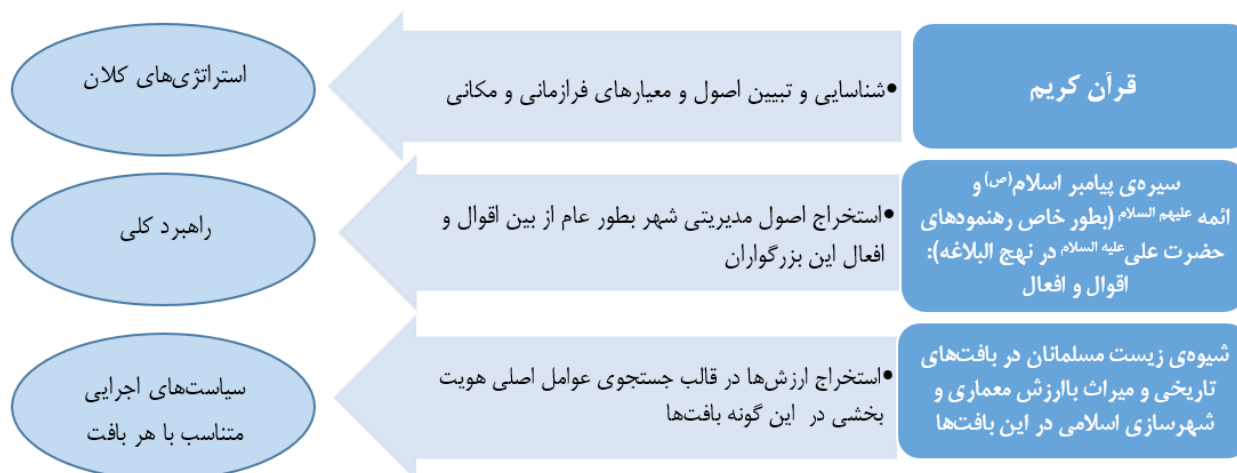 قرآن کریم
•شناسایی و تبیین اصول و معیارهای فرازمانی و مکانی
استراتژی‌های کلان
سیره‌ی پیامبر اسلام(ص) و
ائمه علیهم السلام (بطور خاص رهنمودهای
حضرت علی علیه السلام در نهج البلاغه):
اقوال و افعال
•استخراج اصول مدیریتی شهر بطور عام از بین اقوال و
افعال این بزرگواران
راهبرد کلی
شیوه‌ی زیست مسلمانان در بافت‌های
تاریخی و میراث باارزش معماری و
شهرسازی اسلامی در این بافت‌ها
•استخراج ارزش‌ها در قالب جستجوی عوامل اصلی هویت
بخشی در این گونه بافت‌ها
سیاست‌های اجرایی
متناسب با هر بافت